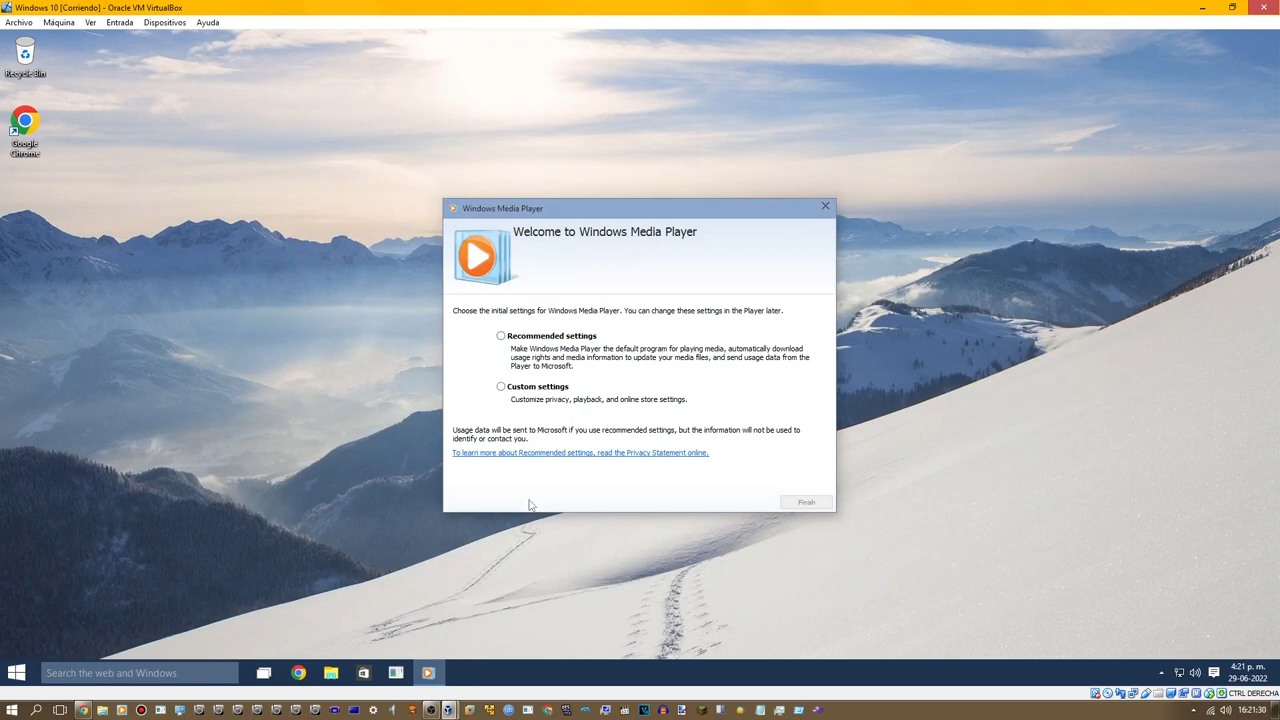 Windows 10 [Corriendo] - Oracle VM VirtualBox
Archivo Máquina Ver Entrada Dispositivos Ayuda
Recycle Bin
Google
Chrome
Windows Media Player
Welcome to Windows Media Player
Choose the initial settings for Windows Media Player. You can change these settings in the Player later.
Recommended settings
Make Windows Media Player the default program for playing media, automatically download
usage rights and media information to update your media files, and send usage data from the
Player to Microsoft.
Custom settings
Customize privacy, playback, and online store settings.
Usage data will be sent to Microsoft if you use recommended settings, but the information will not be used to
identify or contact you.
To learn more about Recommended settings, read the Privacy Statement online.
Finish
Search the web and Windows
4:21 p. m.
29-06-2022
CTRL DERECHA
16:21:30